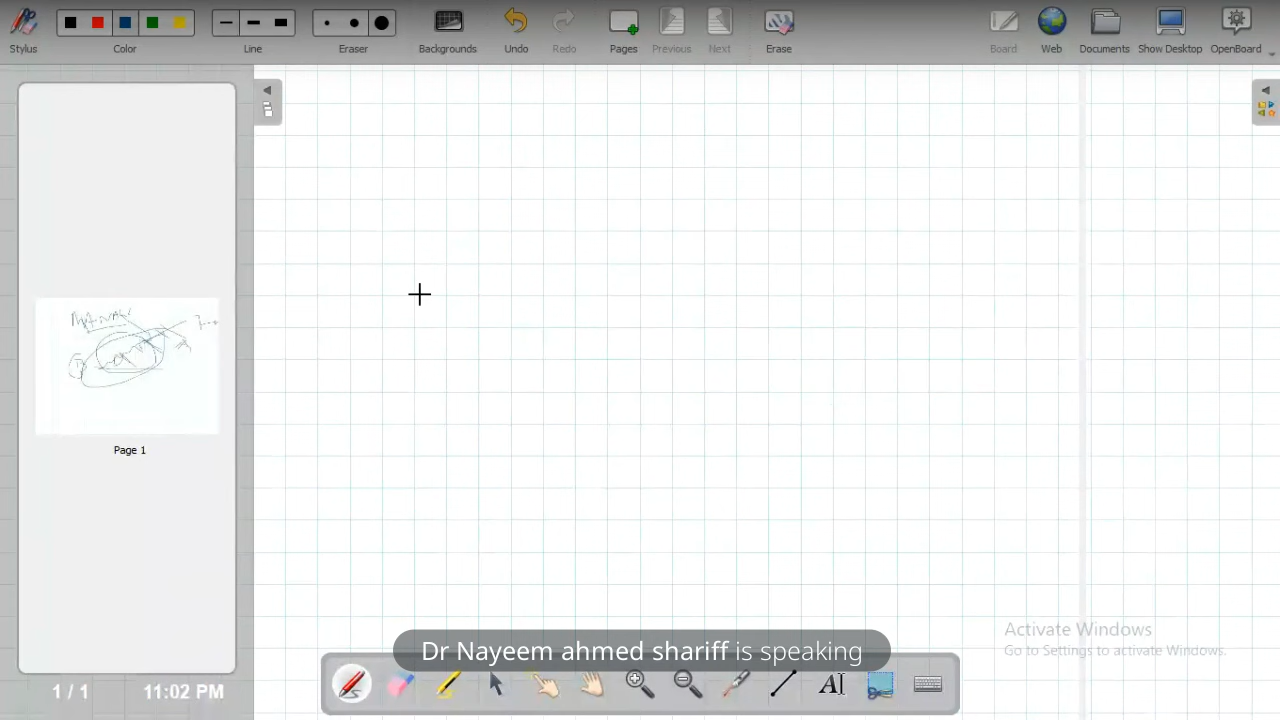 Stylus
Color
Line
Eraser
Backgrounds
Undo
Redo
Pages
Previous
Next
Erase
Board
Web
Documents
Show Desktop
OpenBoard
Page 1
1 / 1
11:02 PM
Activate Windows
Go to Settings to activate Windows.
Dr Nayeem ahmed shariff is speaking
AI